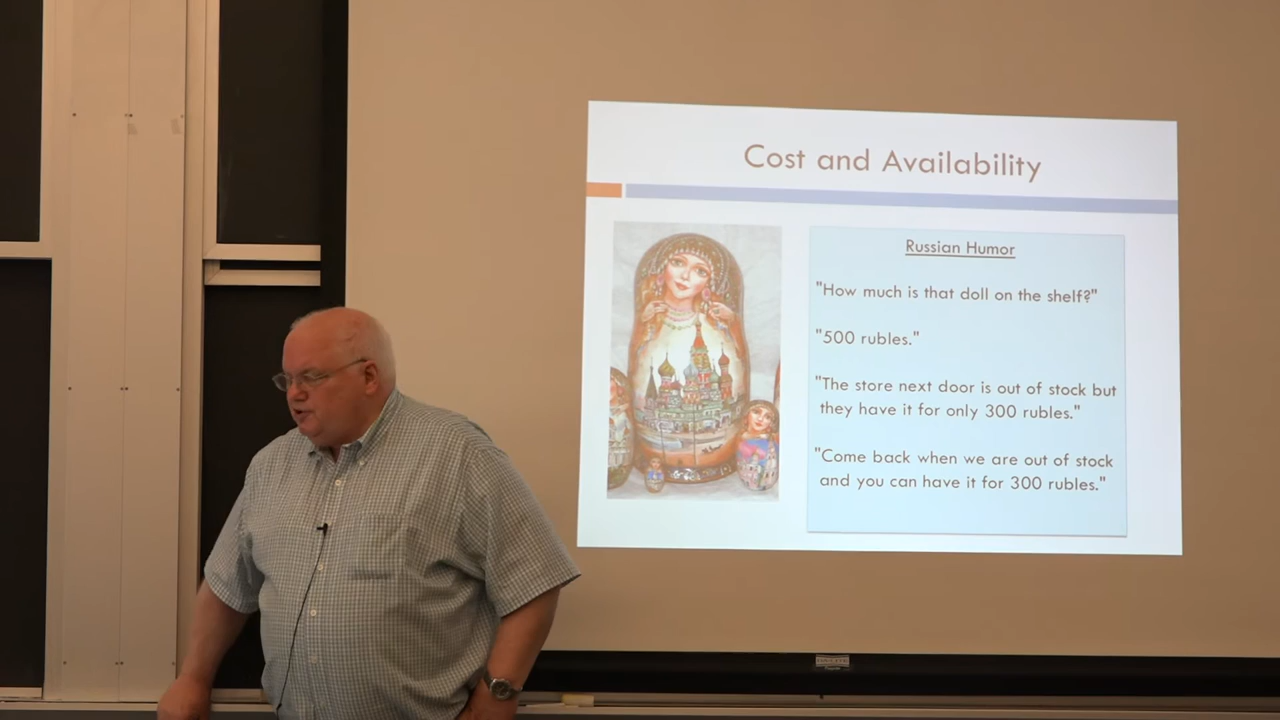 Cost and Availability
Russian Humor
"How much is that doll on the shelf?"
"500 rubles."
"The store next door is out of stock but
they have it for only 300 rubles."
"Come back when we are out of stock
and you can have it for 300 rubles."